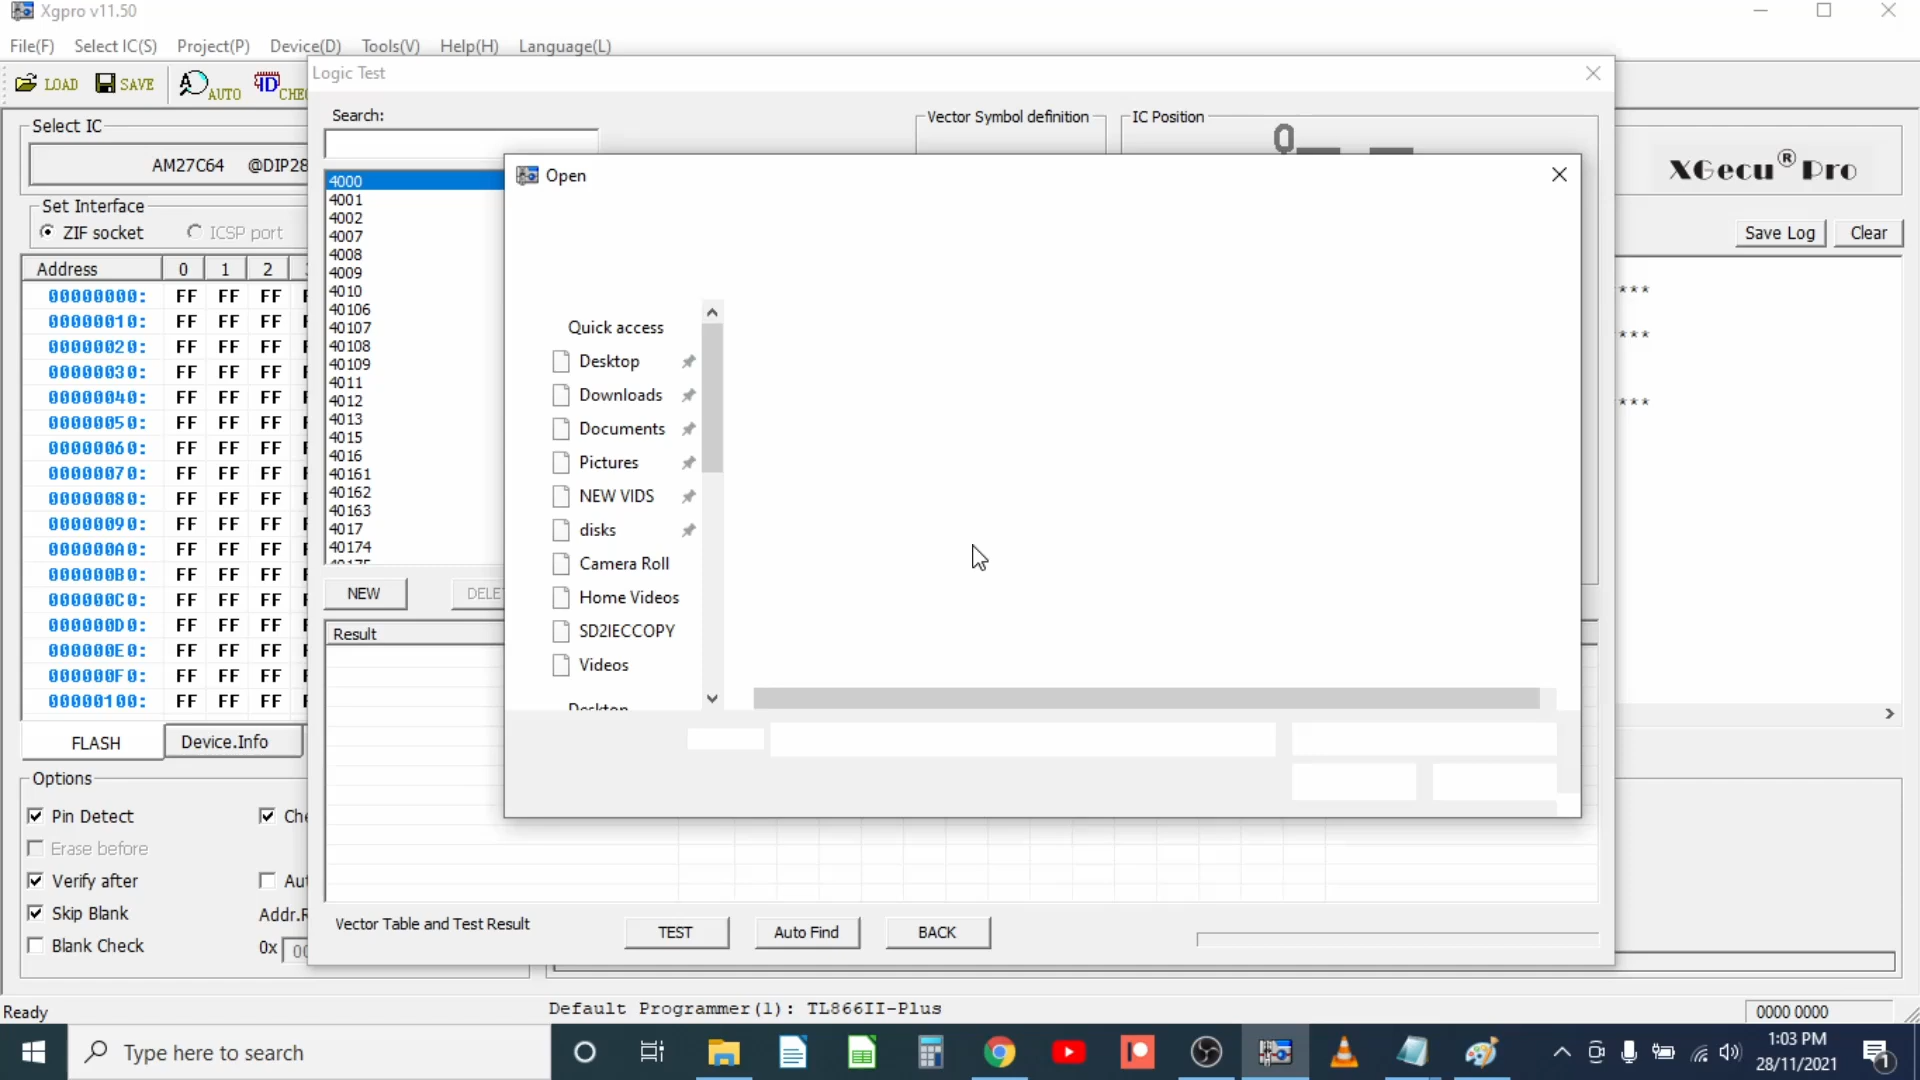 Xgpro v11.50
File(F) Select IC(S) Project(P) Device(D) Tools(V) Help(H) Language(L)
LOAD SAVE AUTO
Logic Test
Select IC
AM27C64 @DIP28
Set Interface
ZIF socket ICSP port
Address 0 1 2
00000000: FF FF FF
00000010: FF FF FF
00000020: FF FF FF
00000030: FF FF FF
00000040: FF FF FF
00000050: FF FF FF
00000060: FF FF FF
00000070: FF FF FF
00000080: FF FF FF
00000090: FF FF FF
000000A0: FF FF FF
000000B0: FF FF FF
000000C0: FF FF FF
000000D0: FF FF FF
000000E0: FF FF FF
000000F0: FF FF FF
00000100: FF FF FF
FLASH Device.Info
Options
Pin Detect
Erase before
Verify after
Skip Blank Addr.R
Blank Check 0x
Search:
Vector Symbol definition
IC Position
0
4000
4001
4002
4007
4008
4009
4010
40106
40107
40108
40109
4011
4012
4013
4015
4016
40161
40162
40163
4017
40174
NEW
Result
Open
Quick access
Desktop
Downloads
Documents
Pictures
NEW VIDS
disks
Camera Roll
Home Videos
SD2IECCOPY
Videos
Desktop
Vector Table and Test Result
TEST Auto Find BACK
XGecu® Pro
Save Log Clear
***
***
***
Ready Default Programmer(1): TL866II-Plus 0000 0000
Type here to search
1:03 PM
28/11/2021
1